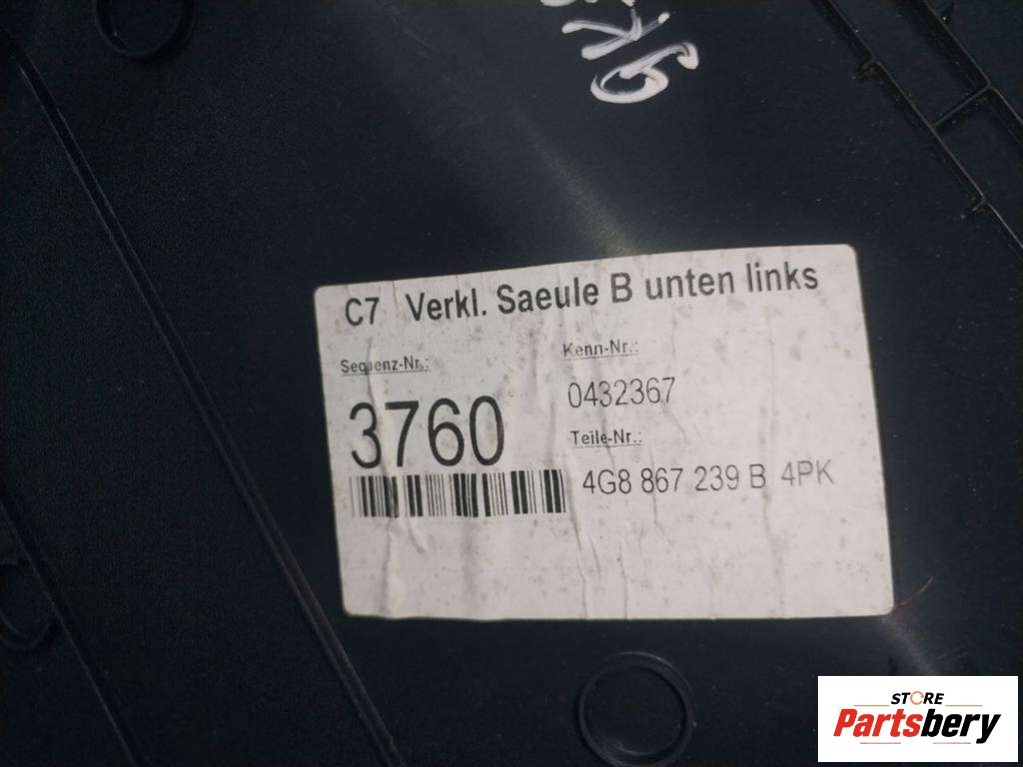 C7 Verkl. Saeule B unten links
Sequenz-Nr.:
3760
Kenn-Nr.:
0432367
Teile-Nr.:
4G8 867 239 B 4PK
STORE
Partsbery